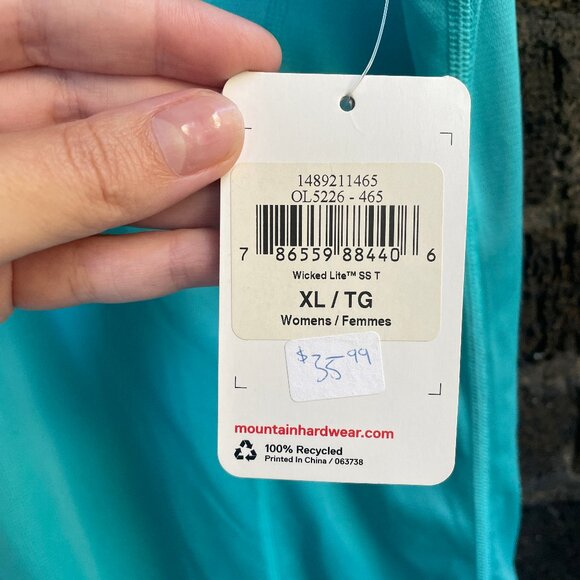 1489211465
OL5226 - 465
7 86559 88440 6
Wicked Lite™ SS T
XL / TG
Womens / Femmes
$35.99
mountainhardwear.com
100% Recycled
Printed In China / 063738